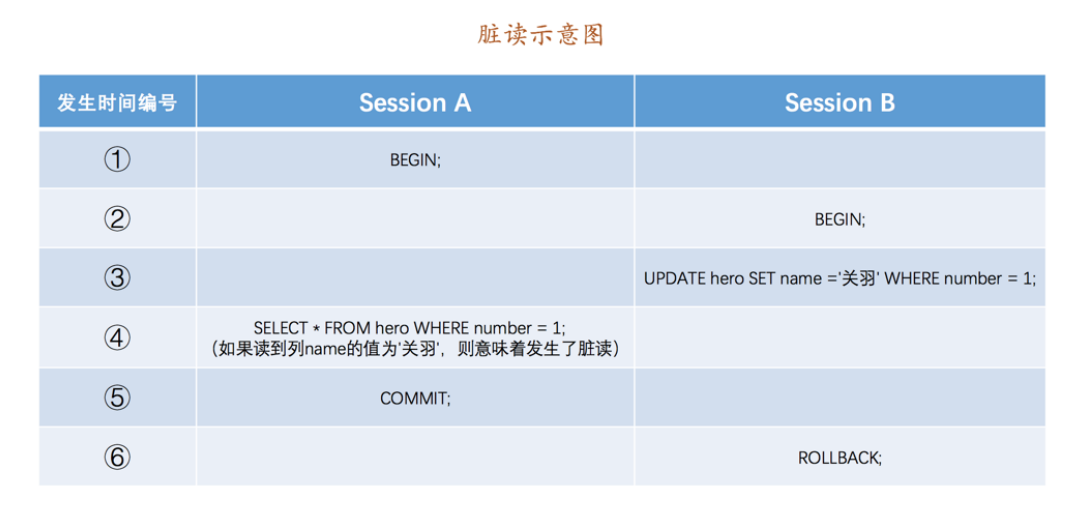 脏读示意图
发生时间编号 Session A Session B
① BEGIN;
② BEGIN;
③ UPDATE hero SET name ='关羽' WHERE number = 1;
④ SELECT * FROM hero WHERE number = 1;
（如果读到列name的值为'关羽'，则意味着发生了脏读）
⑤ COMMIT;
⑥ ROLLBACK;